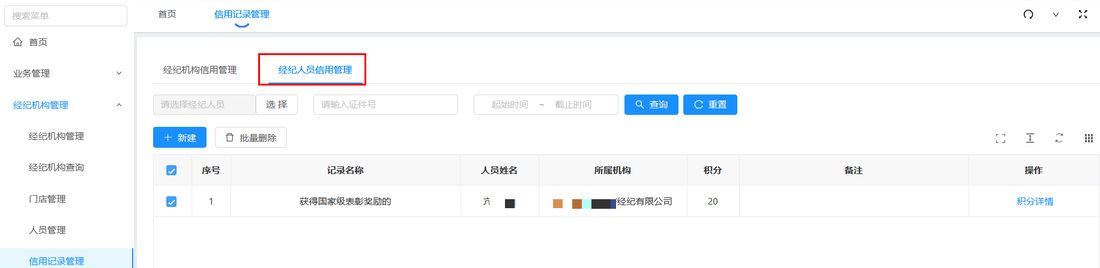 搜索菜单
首页 信用记录管理
首页
业务管理
经纪机构管理
经纪机构管理
经纪机构查询
门店管理
人员管理
信用记录管理
经纪机构信用管理 经纪人员信用管理
请选择经纪人员 选 择 请输入证件号 起始时间 ~ 截止时间 查询 重置
+ 新建 批量删除
序号 记录名称 人员姓名 所属机构 积分 备注 操作
1 获得国家级表彰奖励的 经纪有限公司 20 积分详情